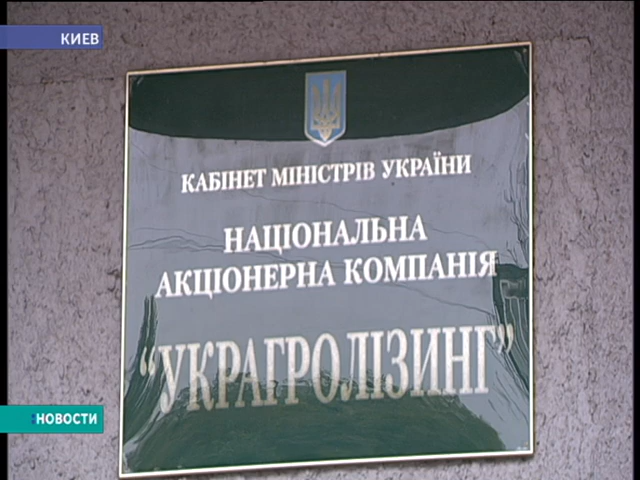 КИЕВ
КАБІНЕТ МІНІСТРІВ УКРАЇНИ
НАЦІОНАЛЬНА
АКЦІОНЕРНА КОМПАНІЯ
“УКРАГРОЛІЗИНГ”
НОВОСТИ